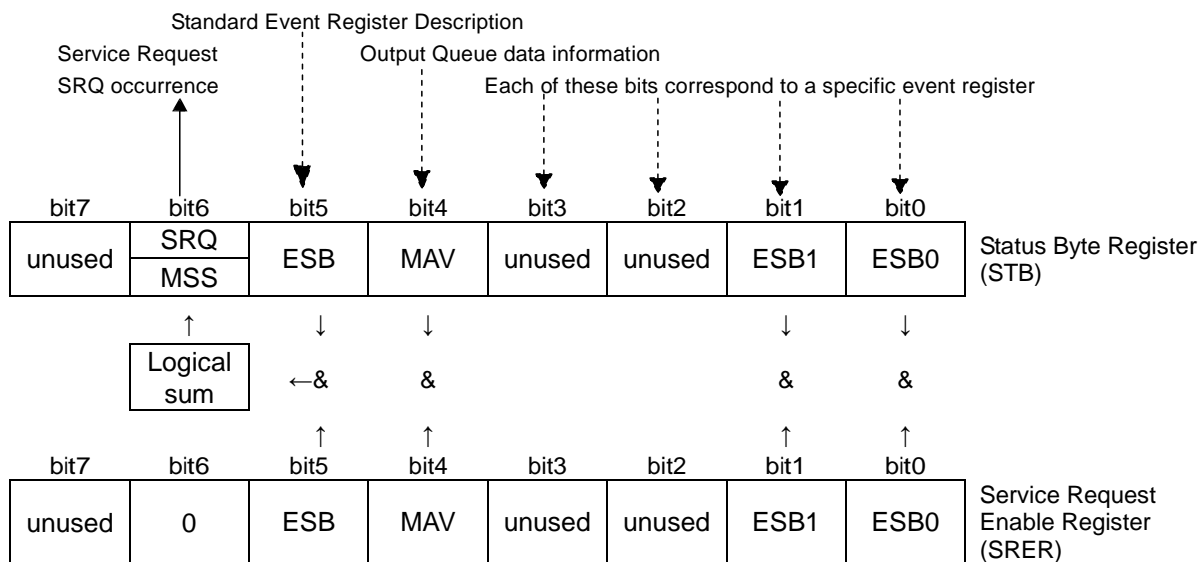 Standard Event Register Description
Service Request Output Queue data information
SRQ occurrence Each of these bits correspond to a specific event register
bit7 bit6 bit5 bit4 bit3 bit2 bit1 bit0
unused SRQ ESB MAV unused unused ESB1 ESB0 Status Byte Register
MSS (STB)
↑ ↓ ↓ ↓ ↓
Logical
sum ←& & & &
↑ ↑ ↑ ↑
bit7 bit6 bit5 bit4 bit3 bit2 bit1 bit0
unused 0 ESB MAV unused unused ESB1 ESB0 Service Request
Enable Register
(SRER)